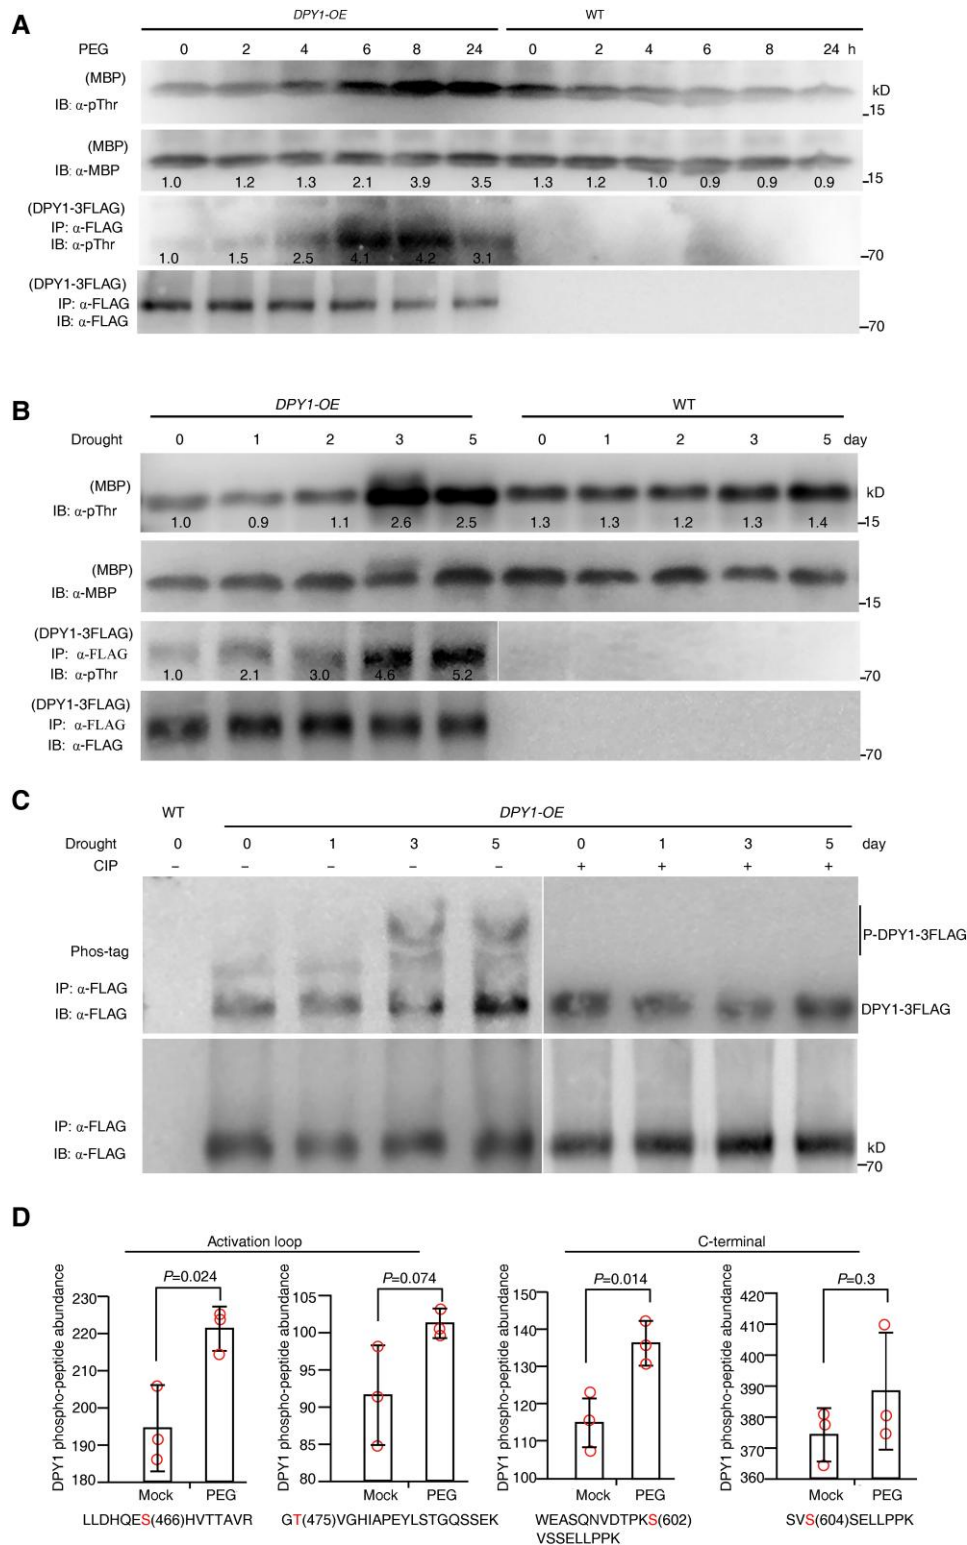 A
DPY1-OE WT
PEG 0 2 4 6 8 24 0 2 4 6 8 24 h
(MBP)
IB: α-pThr
kD
15
(MBP)
IB: α-MBP
1.0 1.2 1.3 2.1 3.9 3.5 1.3 1.2 1.0 0.9 0.9 0.9
15
(DPY1-3FLAG)
IP: α-FLAG
IB: α-pThr
1.0 1.5 2.5 4.1 4.2 3.1
70
(DPY1-3FLAG)
IP: α-FLAG
IB: α-FLAG
70
B
DPY1-OE WT
Drought 0 1 2 3 5 0 1 2 3 5 day
(MBP)
IB: α-pThr
kD
1.0 0.9 1.1 2.6 2.5 1.3 1.3 1.2 1.3 1.4
15
(MBP)
IB: α-MBP
15
(DPY1-3FLAG)
IP: α-FLAG
IB: α-pThr
1.0 2.1 3.0 4.6 5.2
70
(DPY1-3FLAG)
IP: α-FLAG
IB: α-FLAG
70
C
WT DPY1-OE
Drought 0 0 1 3 5 0 1 3 5 day
CIP – – – – – + + + +
Phos-tag
P-DPY1-3FLAG
IP: α-FLAG
IB: α-FLAG
DPY1-3FLAG
IP: α-FLAG
IB: α-FLAG
kD
70
D
Activation loop
C-terminal
DPY1 phospho-peptide abundance
P=0.024
230
220
210
200
190
180
Mock PEG
LLDHQES(466)HVTTAVR
DPY1 phospho-peptide abundance
P=0.074
105
95
90
85
80
Mock PEG
GT(475)VGHIAPEYLSTGQSSEK
DPY1 phospho-peptide abundance
P=0.014
150
140
130
120
110
100
Mock PEG
WEASQNVDTPKS(602)
VSSELLPPK
DPY1 phospho-peptide abundance
P=0.3
420
400
390
380
370
360
Mock PEG
SVS(604)SELLPPK